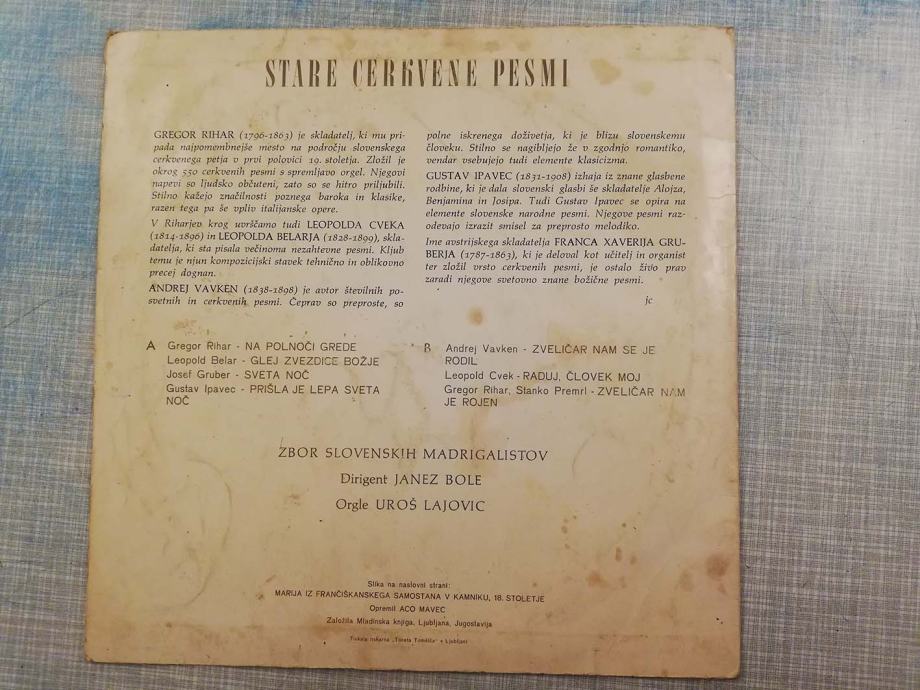 STARE CERKVENE PESMI
GREGOR RIHAR (1796-1863) je skladatelj, ki mu pri-
pada najpomembnejše mesto na področju slovenskega
cerkvenega petja v prvi polovici 19. stoletja. Zložil je
okrog 550 cerkvenih pesmi s spremljavo orgel. Njegovi
napevi so ljudsko občuteni, zato so se hitro priljubili.
Stilno kažejo značilnosti poznega baroka in klasike,
razen tega pa še vpliv italijanske opere.
V Riharjev krog uvrščamo tudi LEOPOLDA CVEKA
(1814-1896) in LEOPOLDA BELARJA (1828-1899), skla-
datelja, ki sta pisala večinoma nezahtevne pesmi. Kljub
temu je njun kompozicijski stavek tehnično in oblikovno
precej dognan.
ANDREJ VAVKEN (1838-1898) je avtor številnih po-
svetnih in cerkvenih pesmi. Čeprav so preproste, so
polne iskrenega doživetja, ki je blizu slovenskemu
človeku. Stilno se nagibljejo že v zgodnjo romantiko,
vendar vsebujejo tudi elemente klasicizma.
GUSTAV IPAVEC (1831-1908) izhaja iz znane glasbene
rodbine, ki je dala slovenski glasbi še skladatelje Alojza,
Benjamina in Josipa. Tudi Gustav Ipavec se opira na
elemente slovenske narodne pesmi. Njegove pesmi raz-
odevajo izrazit smisel za preprosto melodiko.
Ime avstrijskega skladatelja FRANCA XAVERIJA GRU-
BERJA (1787-1863), ki je deloval kot učitelj in organist
ter zložil vrsto cerkvenih pesmi, je ostalo živo prav
zaradi njegove svetovno znane božične pesmi.
jc
A Gregor Rihar - NA POLNOČI GREDE
Leopold Belar - GLEJ ZVEZDICE BOŽJE
Josef Gruber - SVETA NOČ
Gustav Ipavec - PRIŠLA JE LEPA SVETA
NOČ
B Andrej Vavken - ZVELIČAR NAM SE JE
RODIL
Leopold Cvek - RADUJ, ČLOVEK MOJ
Gregor Rihar, Stanko Premrl - ZVELIČAR NAM
JE ROJEN
ZBOR SLOVENSKIH MADRIGALISTOV
Dirigent JANEZ BOLE
Orgle UROŠ LAJOVIC
Slika na naslovni strani:
MARIJA IZ FRANČIŠKANSKEGA SAMOSTANA V KAMNIKU, 18. STOLETJE
Opremil ACO MAVEC
Založila Mladinska knjiga, Ljubljana, Jugoslavija
Tiskala tiskarna „Toneta Tomšiča" v Ljubljani